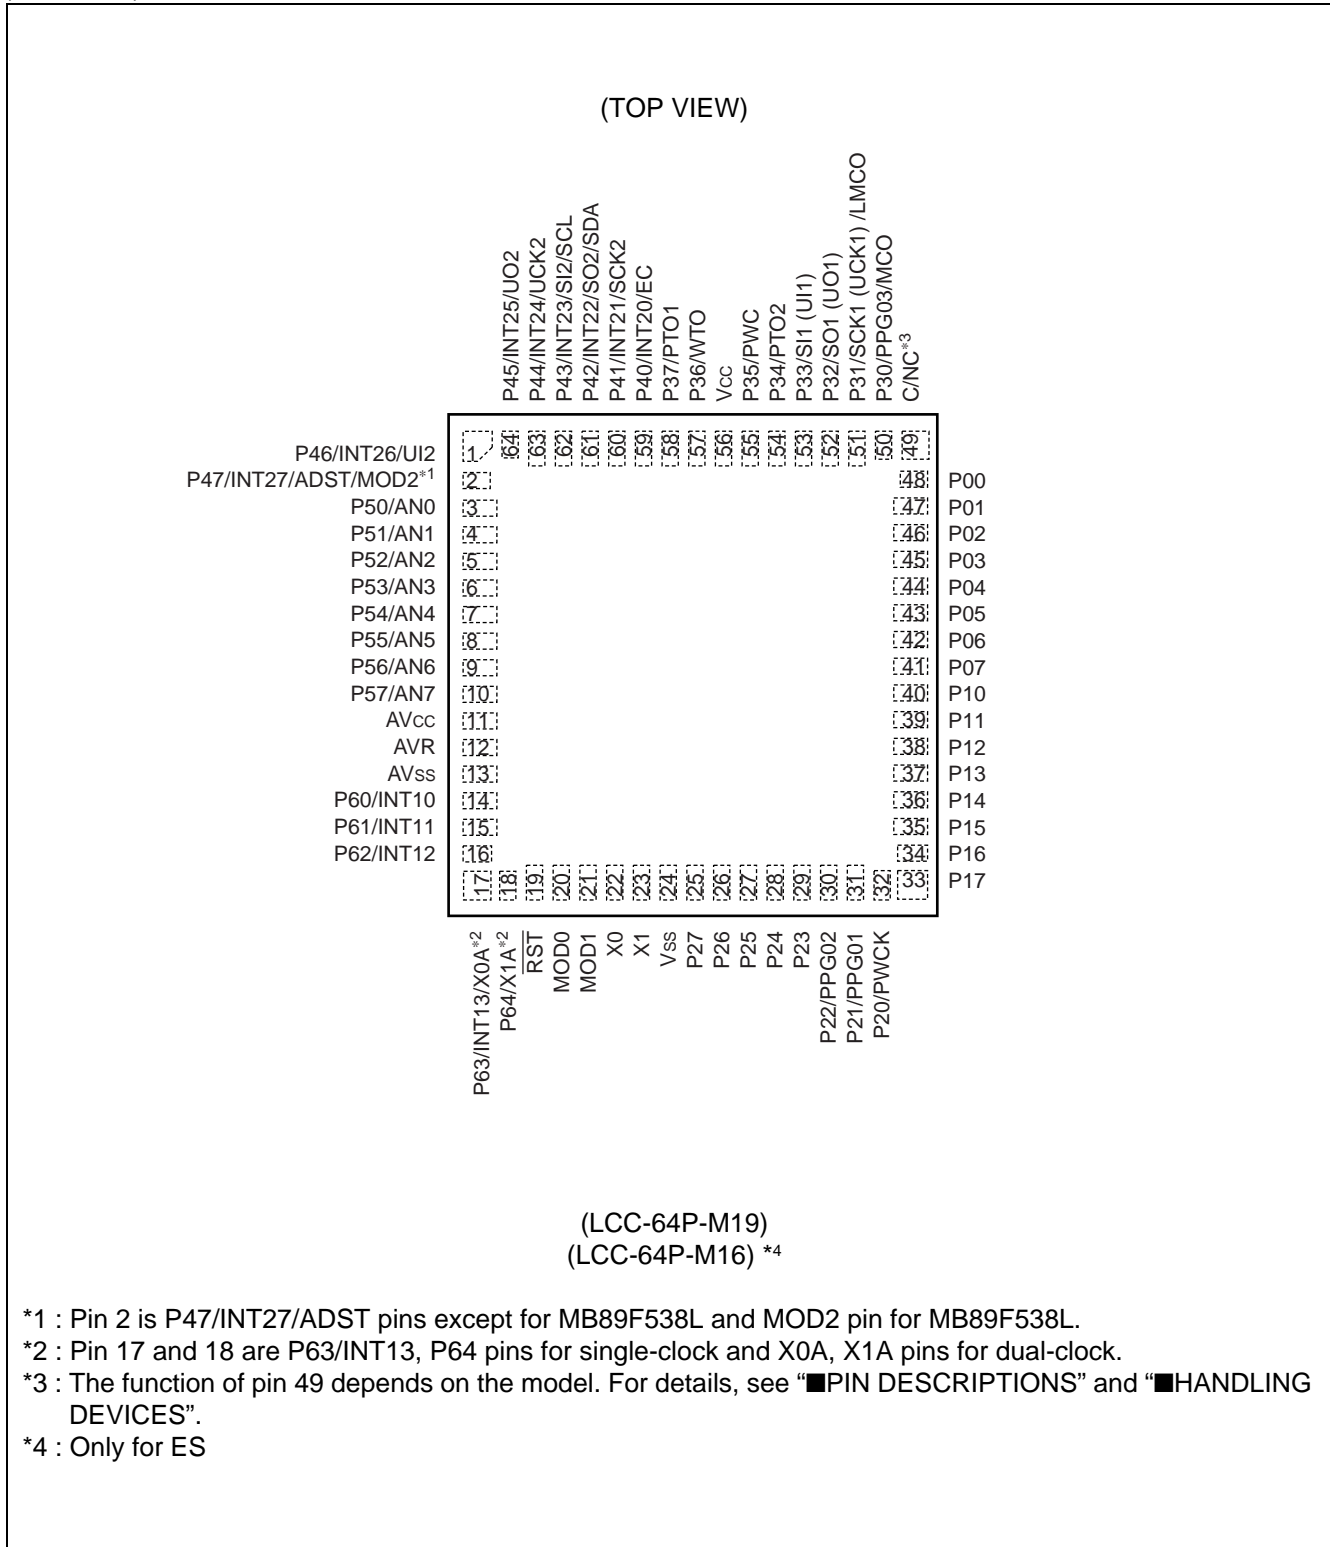 (TOP VIEW)
P45/INT25/UO2
P44/INT24/UCK2
P43/INT23/SI2/SCL
P42/INT22/SO2/SDA
P41/INT21/SCK2
P40/INT20/EC
P37/PTO1
P36/WTO
Vcc
P35/PWC
P34/PTO2
P33/SI1 (UI1)
P32/SO1 (UO1)
P31/SCK1 (UCK1) /LMCO
P30/PPG03/MCO
C/NC*3
64 63 62 61 60 59 58 57 56 55 54 53 52 51 50 49
P46/INT26/UI2 1
P47/INT27/ADST/MOD2*1 2 48 P00
P50/AN0 3 47 P01
P51/AN1 4 46 P02
P52/AN2 5 45 P03
P53/AN3 6 44 P04
P54/AN4 7 43 P05
P55/AN5 8 42 P06
P56/AN6 9 41 P07
P57/AN7 10 40 P10
AVcc 11 39 P11
AVR 12 38 P12
AVss 13 37 P13
P60/INT10 14 36 P14
P61/INT11 15 35 P15
P62/INT12 16 34 P16
17 18 19 20 21 22 23 24 25 26 27 28 29 30 31 32 33 P17
P63/INT13/X0A*2
P64/X1A*2
RST
MOD0
MOD1
X0
X1
Vss
P27
P26
P25
P24
P23
P22/PPG02
P21/PPG01
P20/PWCK
(LCC-64P-M19)
(LCC-64P-M16) *4
*1 : Pin 2 is P47/INT27/ADST pins except for MB89F538L and MOD2 pin for MB89F538L.
*2 : Pin 17 and 18 are P63/INT13, P64 pins for single-clock and X0A, X1A pins for dual-clock.
*3 : The function of pin 49 depends on the model. For details, see “■PIN DESCRIPTIONS” and “■HANDLING
DEVICES”.
*4 : Only for ES